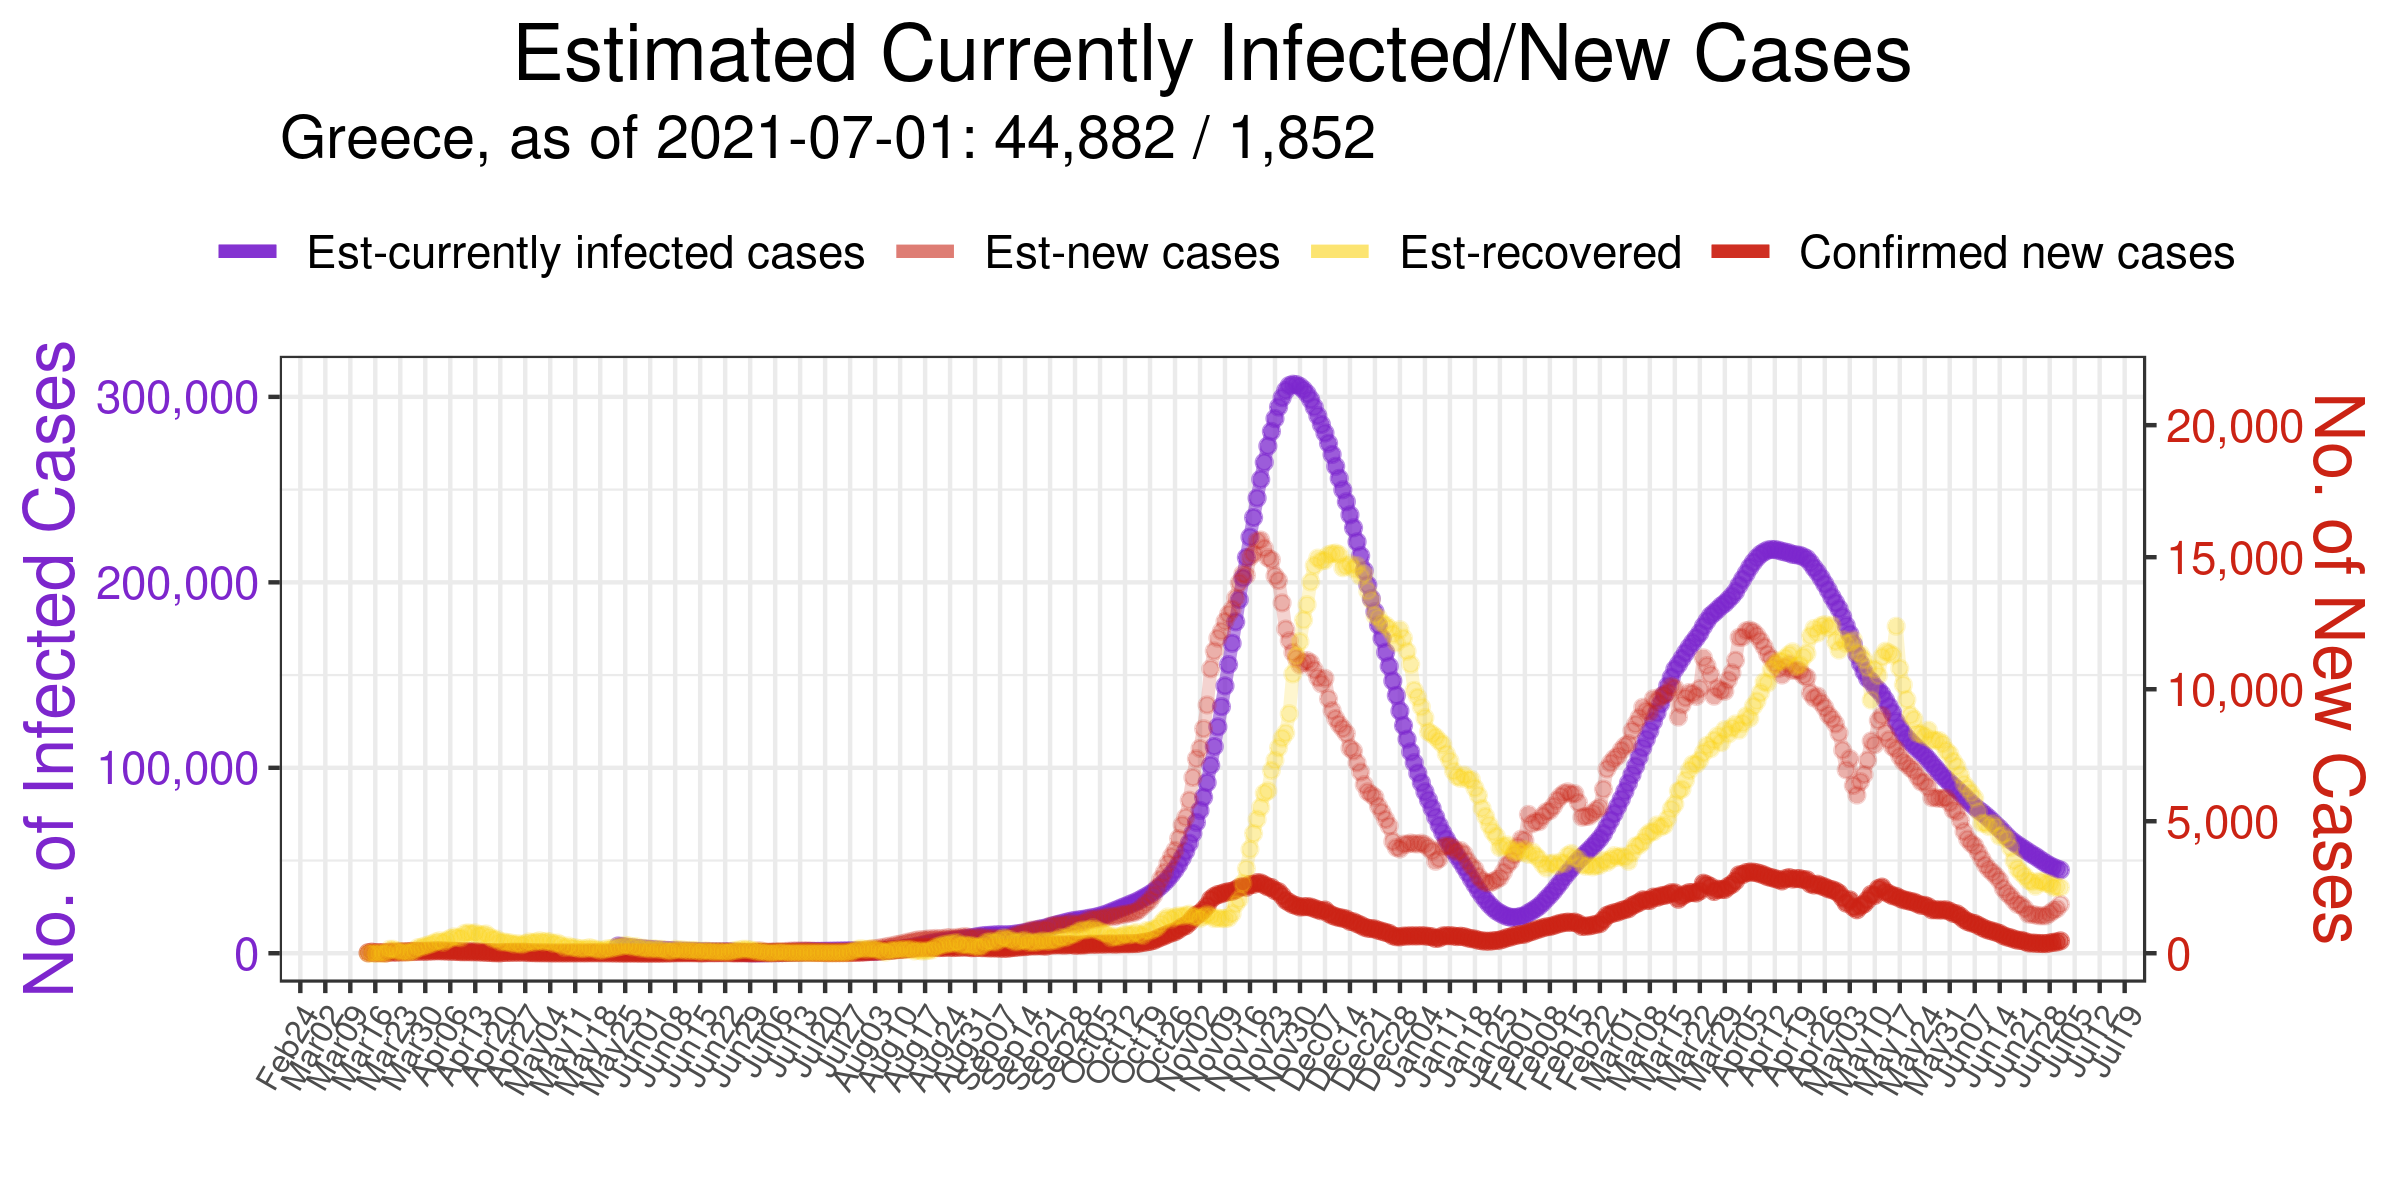 Estimated Currently Infected/New Cases
Greece, as of 2021-07-01: 44,882 / 1,852
Est-currently infected cases
Est-new cases
Est-recovered
Confirmed new cases
No. of Infected Cases
300,000
200,000
100,000
0
No. of New Cases
20,000
15,000
10,000
5,000
0
Feb24
Mar02
Mar09
Mar16
Mar23
Mar30
Apr06
Apr13
Apr20
Apr27
May04
May11
May18
May25
Jun01
Jun08
Jun15
Jun22
Jun29
Jul06
Jul13
Jul20
Jul27
Aug03
Aug10
Aug17
Aug24
Aug31
Sep07
Sep14
Sep21
Sep28
Oct05
Oct12
Oct19
Oct26
Nov02
Nov09
Nov16
Nov23
Nov30
Dec07
Dec14
Dec21
Dec28
Jan04
Jan11
Jan18
Jan25
Feb01
Feb08
Feb15
Feb22
Mar01
Mar08
Mar15
Mar22
Mar29
Apr05
Apr12
Apr19
Apr26
May03
May10
May17
May24
May31
Jun07
Jun14
Jun21
Jun28
Jul05
Jul12
Jul19